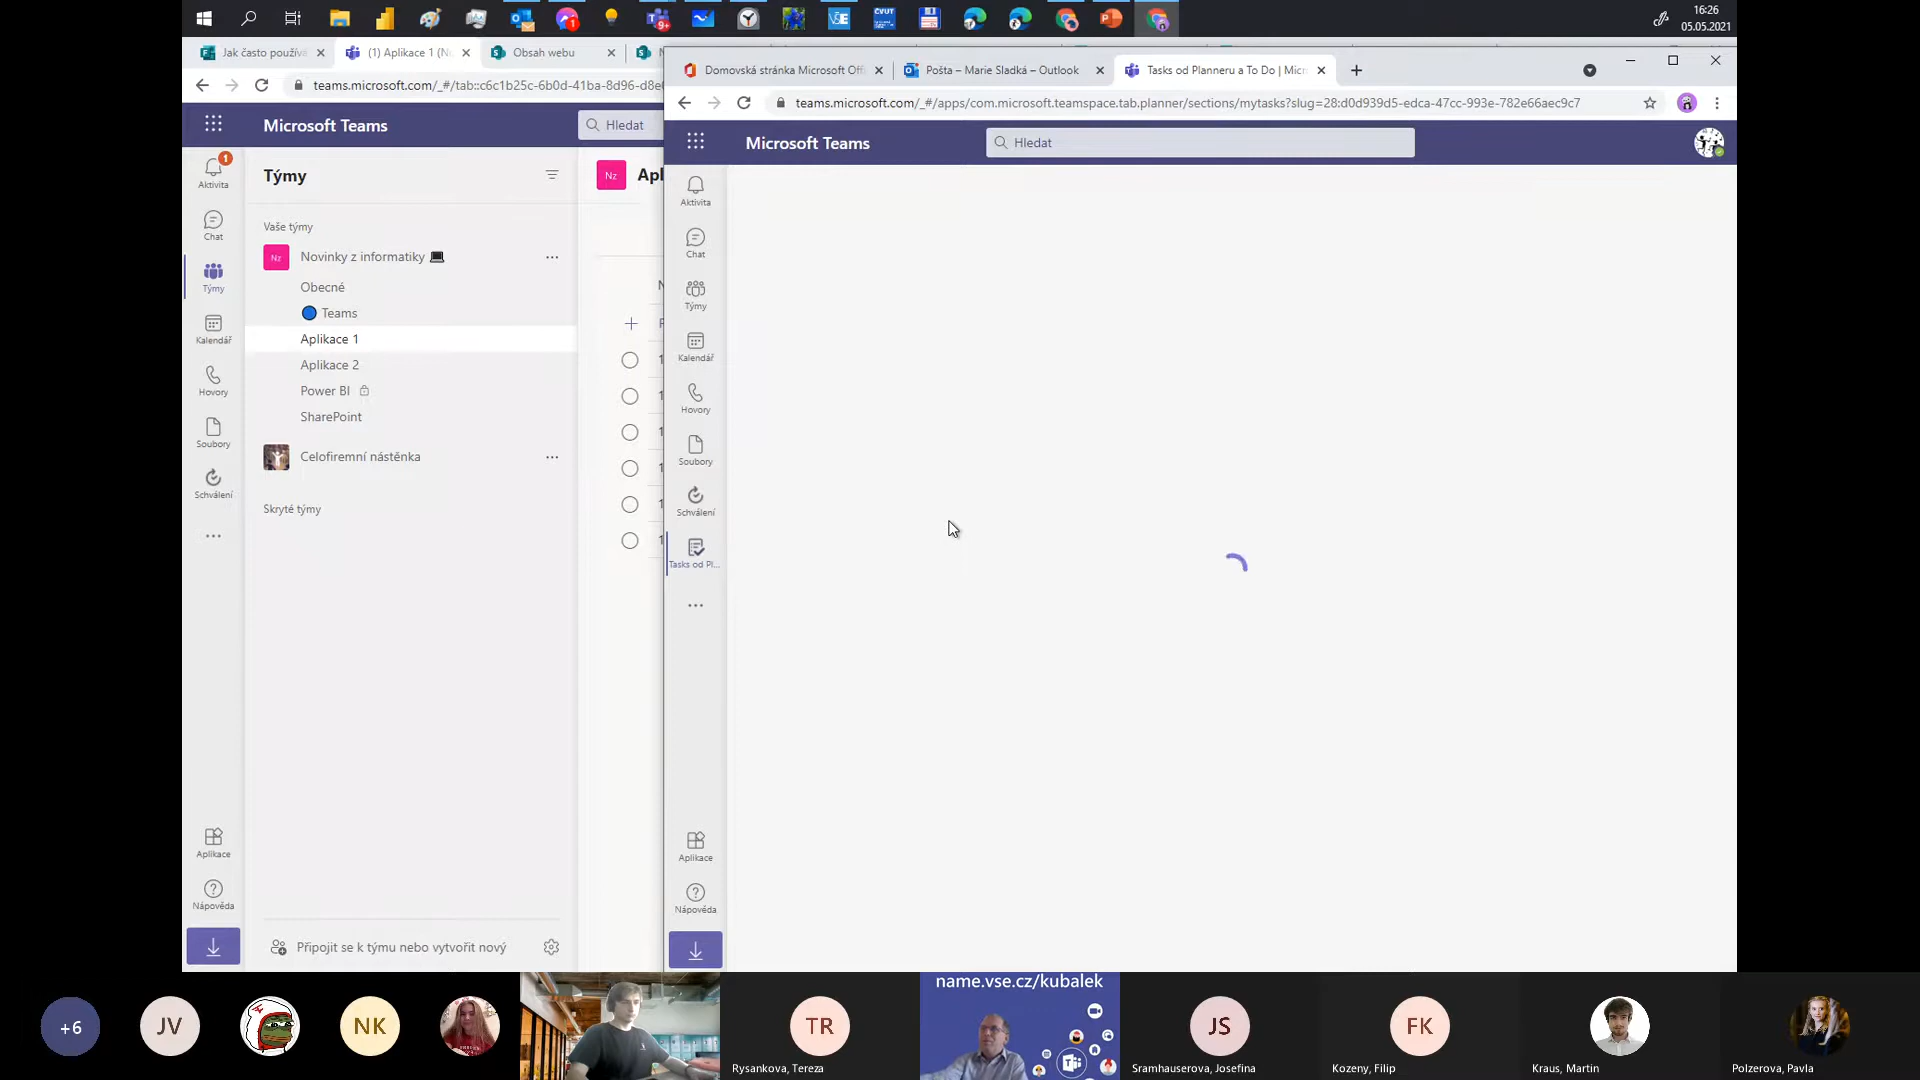 16:26
05.05.2021
Jak často používá
(1) Aplikace 1 (No
Obsah webu
Domovská stránka Microsoft Offi
Pošta – Marie Sladká – Outlook
Tasks od Planneru a To Do | Micr
teams.microsoft.com/_#/tab::c6c1b25c-6b0d-41ba-8d96-d8e
teams.microsoft.com/_#/apps/com.microsoft.teamspace.tab.planner/sections/mytasks?slug=28:d0d939d5-edca-47cc-993e-782e66aec9c7
Microsoft Teams
Hledat
Microsoft Teams
Hledat
1
Aktivita
Chat
Týmy
Kalendář
Hovory
Soubory
Schválení
Aplikace
Nápověda
Týmy
Vaše týmy
Nz
Novinky z informatiky
Obecné
Teams
Aplikace 1
Aplikace 2
Power BI
SharePoint
Celofiremní nástěnka
Skryté týmy
Připojit se k týmu nebo vytvořit nový
Nz
Apl
Aktivita
Chat
Týmy
Kalendář
Hovory
Soubory
Schválení
Tasks od Pl...
Aplikace
Nápověda
+6
JV
NK
TR
Rysankova, Tereza
name.vse.cz/kubalek
JS
Sramhauserova, Josefina
FK
Kozeny, Filip
Kraus, Martin
Polzerova, Pavla